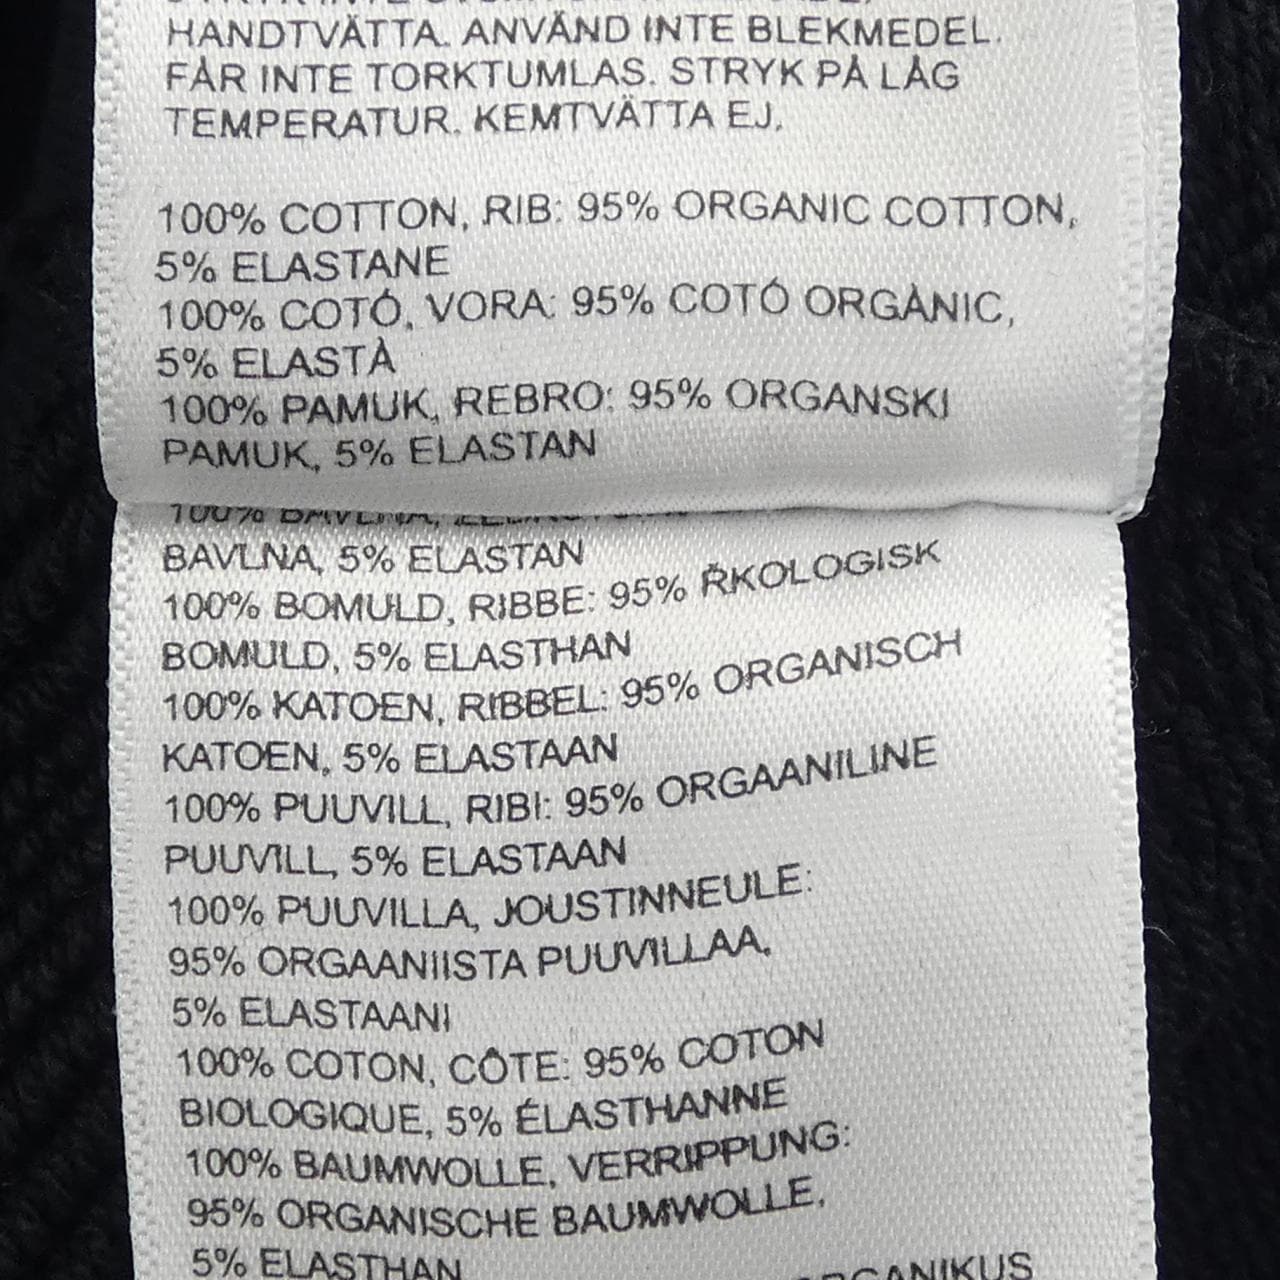 HANDTVÄTTA. ANVÄND INTE BLEKMEDEL.
FÅR INTE TORKTUMLAS. STRYK PÅ LÅG
TEMPERATUR. KEMTVÄTTA EJ.
100% COTTON, RIB: 95% ORGANIC COTTON,
5% ELASTANE
100% COTÓ, VORA: 95% COTÓ ORGÀNIC,
5% ELASTÀ
100% PAMUK, REBRO: 95% ORGANSKI
PAMUK, 5% ELASTAN
100% BAVLNA,
BAVLNA, 5% ELASTAN
100% BOMULD, RIBBE: 95% ŘKOLOGISK
BOMULD, 5% ELASTHAN
100% KATOEN, RIBBEL: 95% ORGANISCH
KATOEN, 5% ELASTAAN
100% PUUVILL, RIBI: 95% ORGAANILINE
PUUVILL, 5% ELASTAAN
100% PUUVILLA, JOUSTINNEULE:
95% ORGAANIISTA PUUVILLAA,
5% ELASTAANI
100% COTON, CÔTE: 95% COTON
BIOLOGIQUE, 5% ÉLASTHANNE
100% BAUMWOLLE, VERRIPPUNG:
95% ORGANISCHE BAUMWOLLE,
5% ELASTHAN